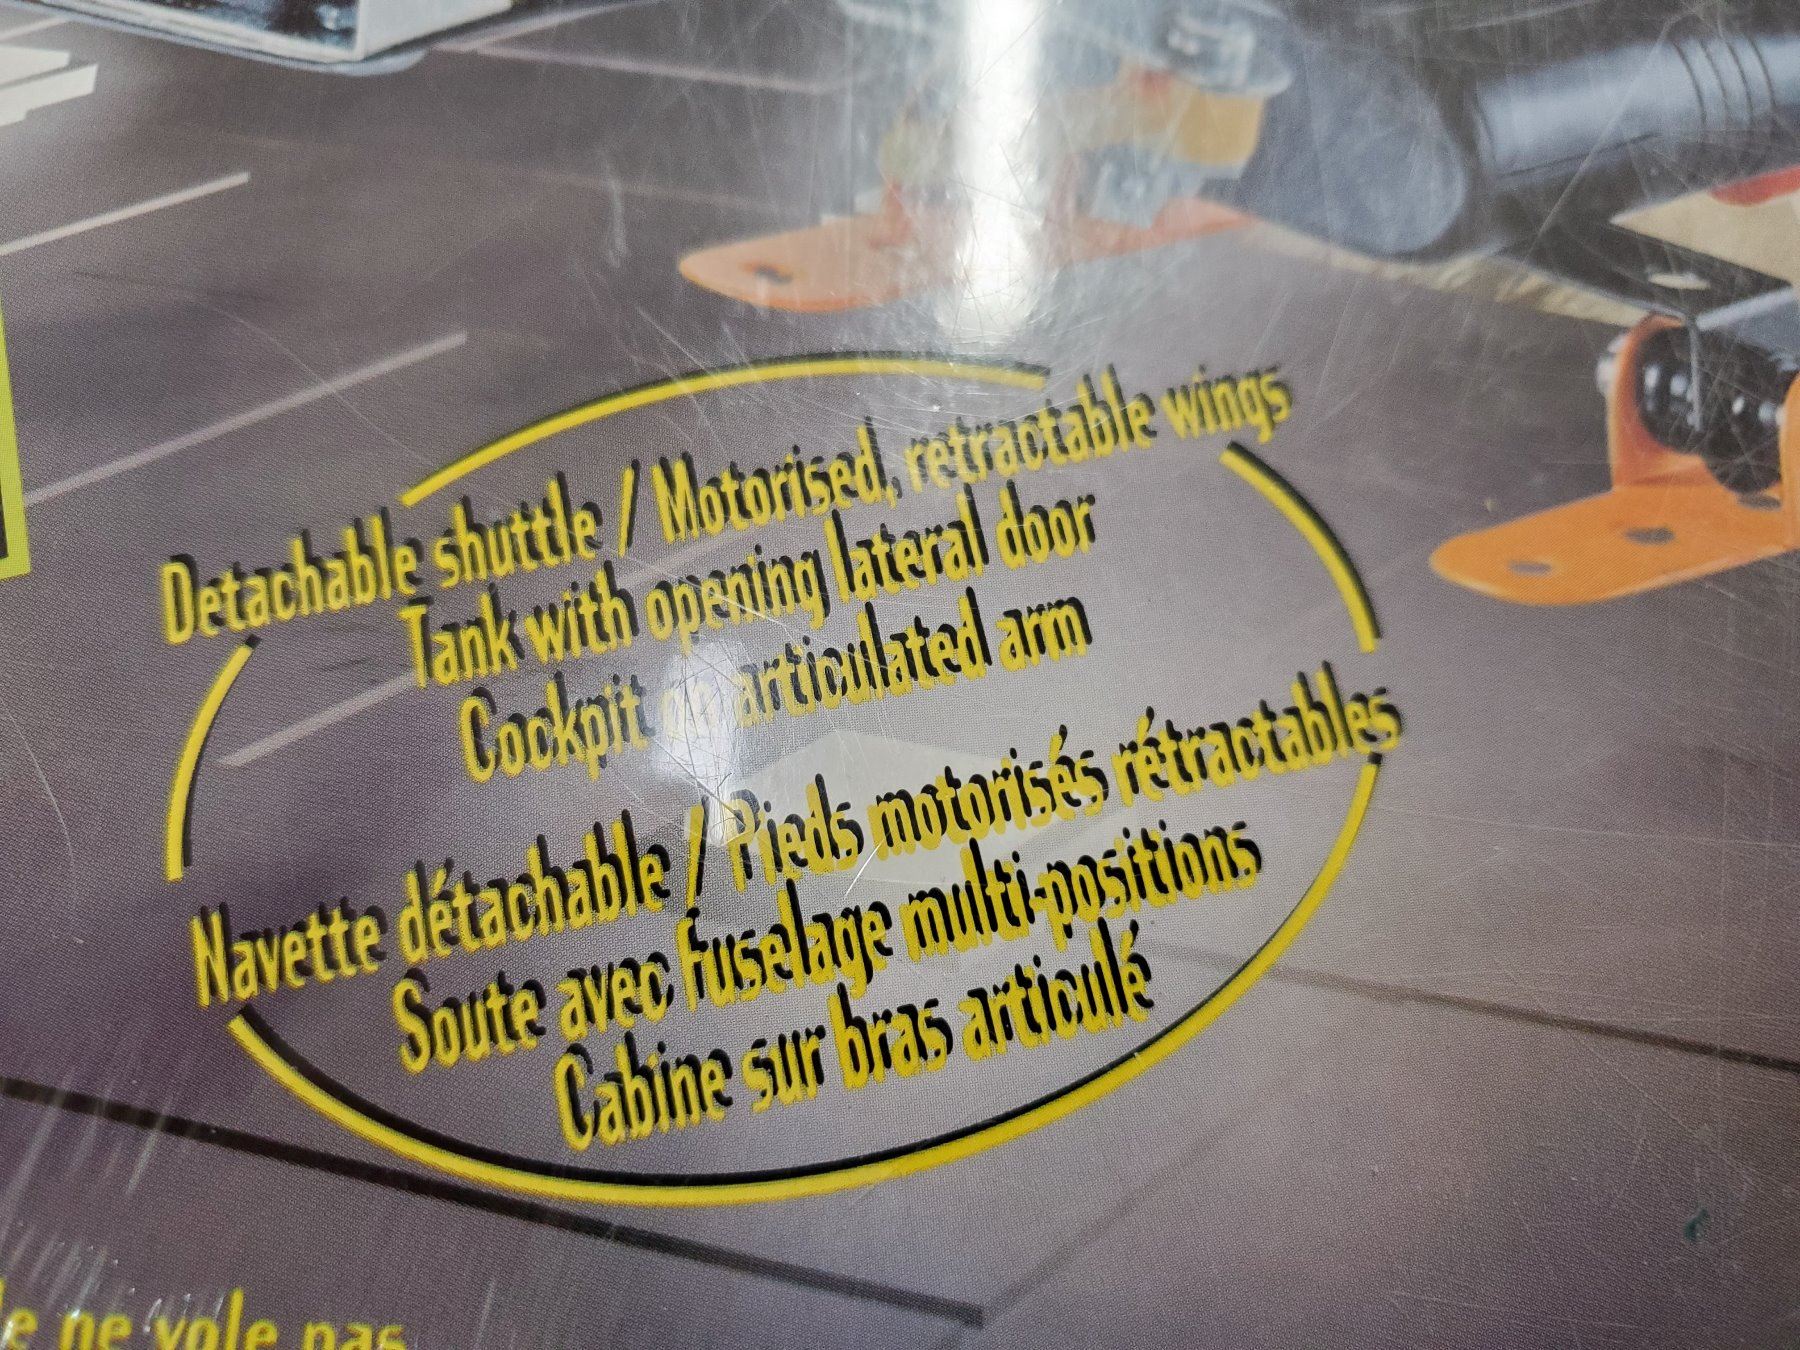 Detachable shuttle / Motorised, retractable wings
Tank with opening lateral door
Cockpit on articulated arm
Navette détachable / Pieds motorisés rétractables
Soute avec fuselage multi-positions
Cabine sur bras articulé
ne vole pas